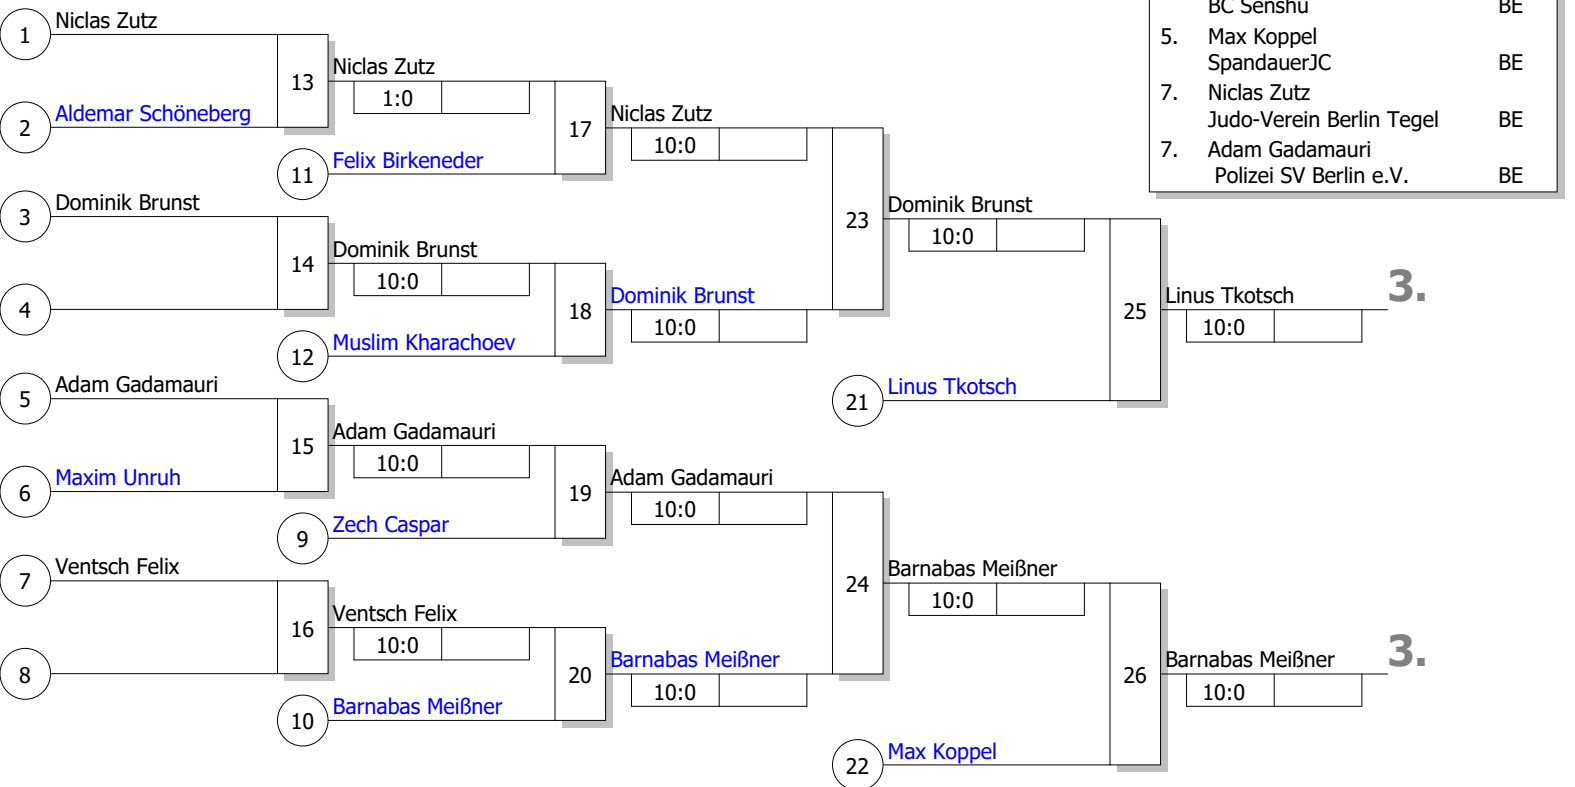 BC Senshu BE
5. Max Koppel
SpandauerJC BE
7. Niclas Zutz
Judo-Verein Berlin Tegel BE
7. Adam Gadamauri
Polizei SV Berlin e.V. BE
1 Niclas Zutz
13 Niclas Zutz
1:0
2 Aldemar Schöneberg
17 Niclas Zutz
10:0
11 Felix Birkeneder
3 Dominik Brunst
23 Dominik Brunst
10:0
14 Dominik Brunst
10:0
4
18 Dominik Brunst
10:0
12 Muslim Kharachoev
25 Linus Tkotsch 3.
10:0
5 Adam Gadamauri
21 Linus Tkotsch
15 Adam Gadamauri
10:0
6 Maxim Unruh
19 Adam Gadamauri
10:0
9 Zech Caspar
7 Ventsch Felix
24 Barnabas Meißner
10:0
16 Ventsch Felix
10:0
8
20 Barnabas Meißner
10:0
10 Barnabas Meißner
26 Barnabas Meißner 3.
10:0
22 Max Koppel